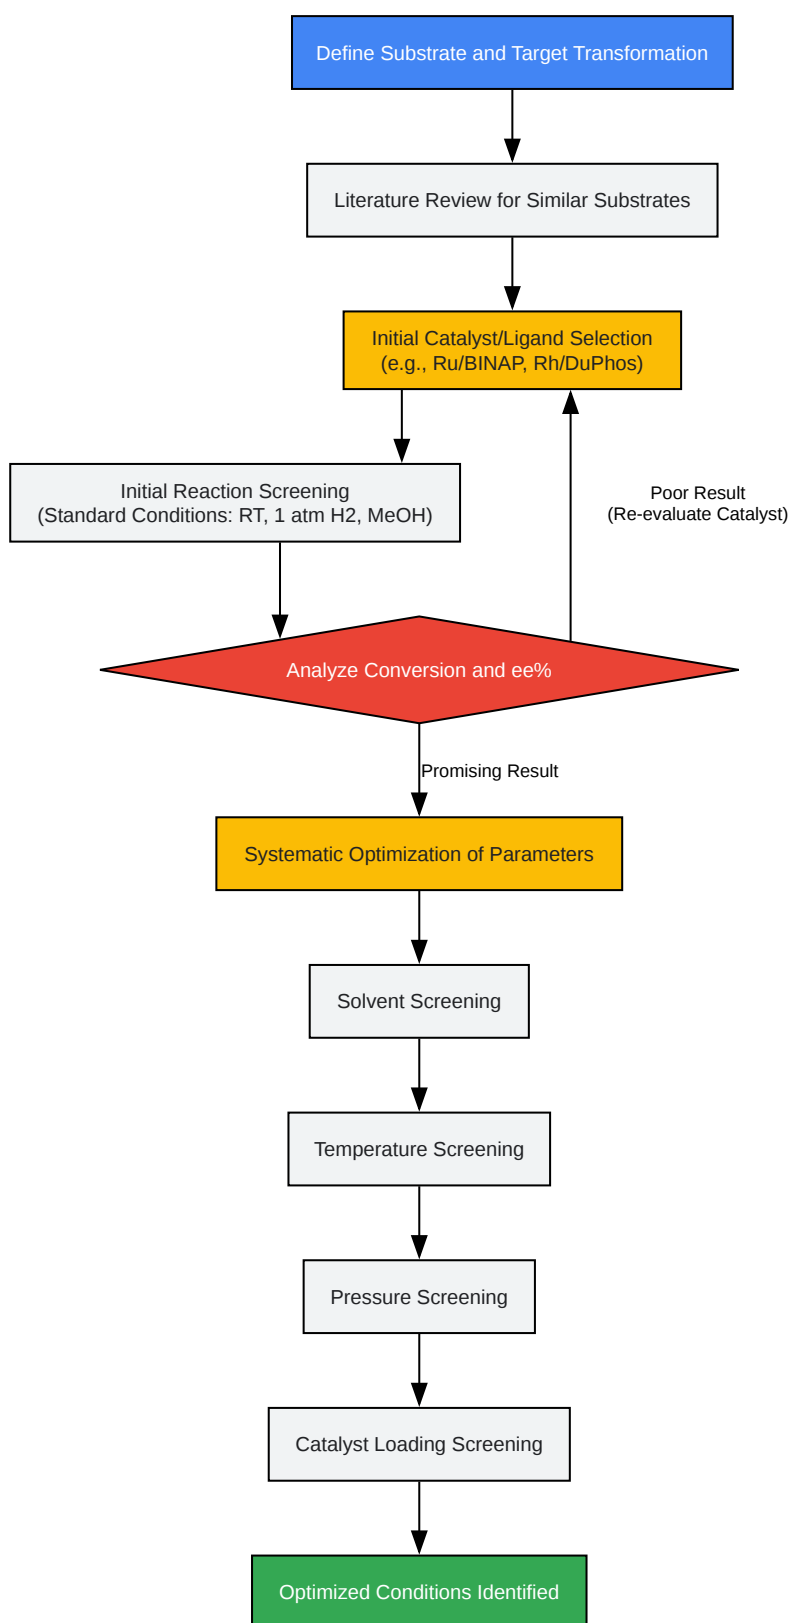 Define Substrate and Target Transformation
Literature Review for Similar Substrates
Initial Catalyst/Ligand Selection
(e.g., Ru/BINAP, Rh/DuPhos)
Initial Reaction Screening
(Standard Conditions: RT, 1 atm H2, MeOH)
Poor Result
(Re-evaluate Catalyst)
Analyze Conversion and ee%
Promising Result
Systematic Optimization of Parameters
Solvent Screening
Temperature Screening
Pressure Screening
Catalyst Loading Screening
Optimized Conditions Identified